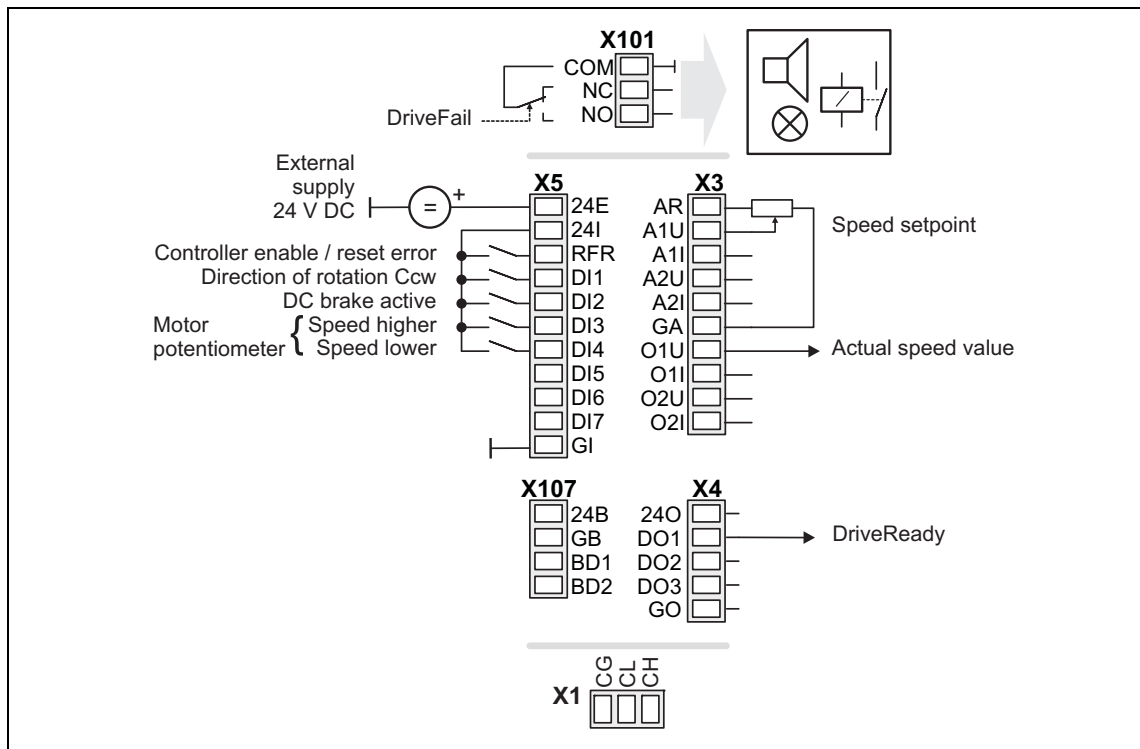 X101
COM
NC
DriveFail
NO
External
supply
24 V DC
=
+
X5
24E
24I
Controller enable / reset error
RFR
Direction of rotation Ccw
DI1
DC brake active
DI2
Motor
potentiometer
{
Speed higher
DI3
Speed lower
DI4
DI5
DI6
DI7
GI
X3
AR
A1U
Speed setpoint
A1I
A2U
A2I
GA
O1U
Actual speed value
O1I
O2U
O2I
X107
24B
GB
BD1
BD2
X4
24O
DO1
DriveReady
DO2
DO3
GO
X1
CG
CL
CH